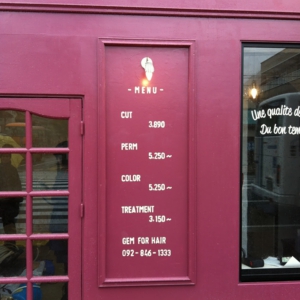 - MENU -
CUT
3.890
PERM
5.250~
COLOR
5.250~
TREATMENT
3.150~
GEM FOR HAIR
092-846-1333
Une qualite de
Du bon tem